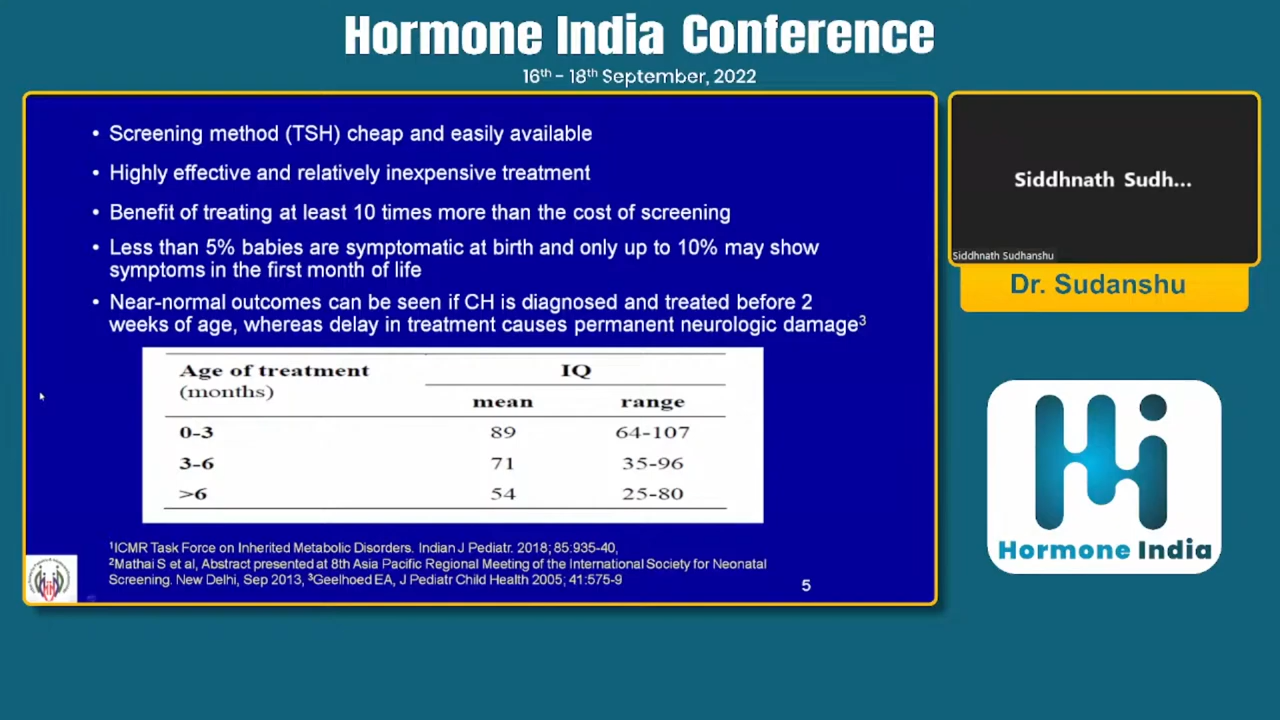 Hormone India Conference
16th - 18th September, 2022
• Screening method (TSH) cheap and easily available
• Highly effective and relatively inexpensive treatment
• Benefit of treating at least 10 times more than the cost of screening
• Less than 5% babies are symptomatic at birth and only up to 10% may show
symptoms in the first month of life
• Near-normal outcomes can be seen if CH is diagnosed and treated before 2
weeks of age, whereas delay in treatment causes permanent neurologic damage3
Age of treatment IQ
(months)
mean range
0-3 89 64-107
3-6 71 35-96
>6 54 25-80
1ICMR Task Force on Inherited Metabolic Disorders. Indian J Pediatr. 2018; 85:935-40,
2Mathai S et al, Abstract presented at 8th Asia Pacific Regional Meeting of the International Society for Neonatal
Screening. New Delhi, Sep 2013, 3Geelhoed EA, J Pediatr Child Health 2005; 41:575-9
5
Siddhnath Sudh...
Siddhnath Sudhanshu
Dr. Sudanshu
Hi
Hormone India